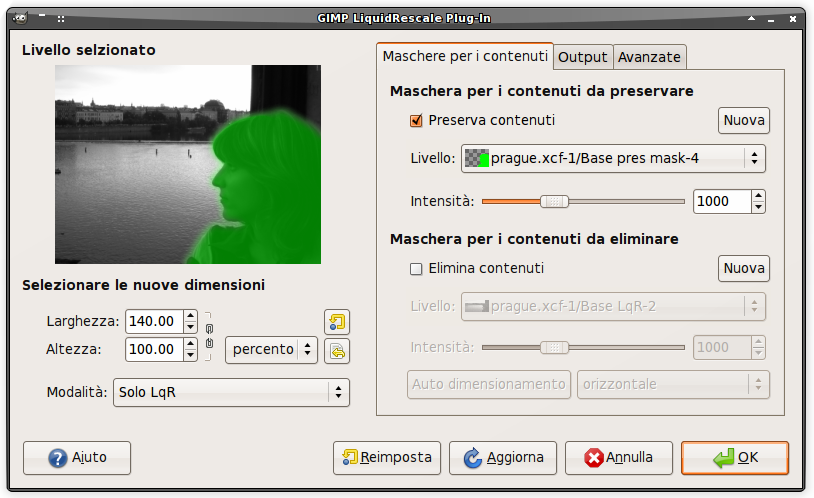 GIMP LiquidRescale Plug-In
Livello selzionato
Selezionare le nuove dimensioni
Larghezza: 140.00
Altezza: 100.00 percento
Modalità: Solo LqR
Maschere per i contenuti Output Avanzate
Maschera per i contenuti da preservare
Preserva contenuti Nuova
Livello: prague.xcf-1/Base pres mask-4
Intensità: 1000
Maschera per i contenuti da eliminare
Elimina contenuti Nuova
Livello: prague.xcf-1/Base LqR-2
Intensità: 1000
Auto dimensionamento orizzontale
Aiuto Reimposta Aggiorna Annulla OK